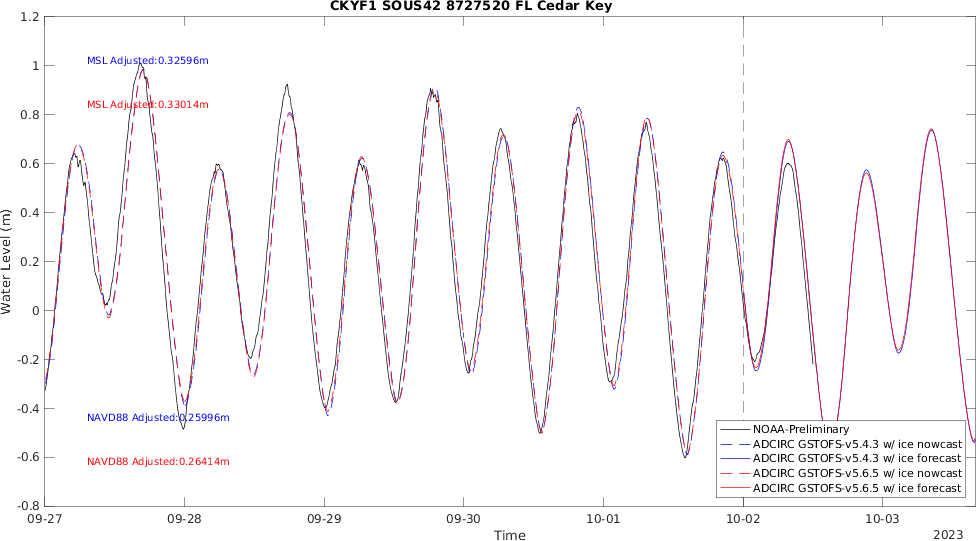 CKYF1 SOUS42 8727520 FL Cedar Key
1.2
1
0.8
0.6
0.4
0.2
0
-0.2
-0.4
-0.6
-0.8
Water Level (m)
MSL Adjusted:0.32596m
MSL Adjusted:0.33014m
NAVD88 Adjusted:0.25996m
NAVD88 Adjusted:0.26414m
NOAA-Preliminary
ADCIRC GSTOFS-v5.4.3 w/ ice nowcast
ADCIRC GSTOFS-v5.4.3 w/ ice forecast
ADCIRC GSTOFS-v5.6.5 w/ ice nowcast
ADCIRC GSTOFS-v5.6.5 w/ ice forecast
09-27 09-28 09-29 09-30 10-01 10-02 10-03
Time
2023